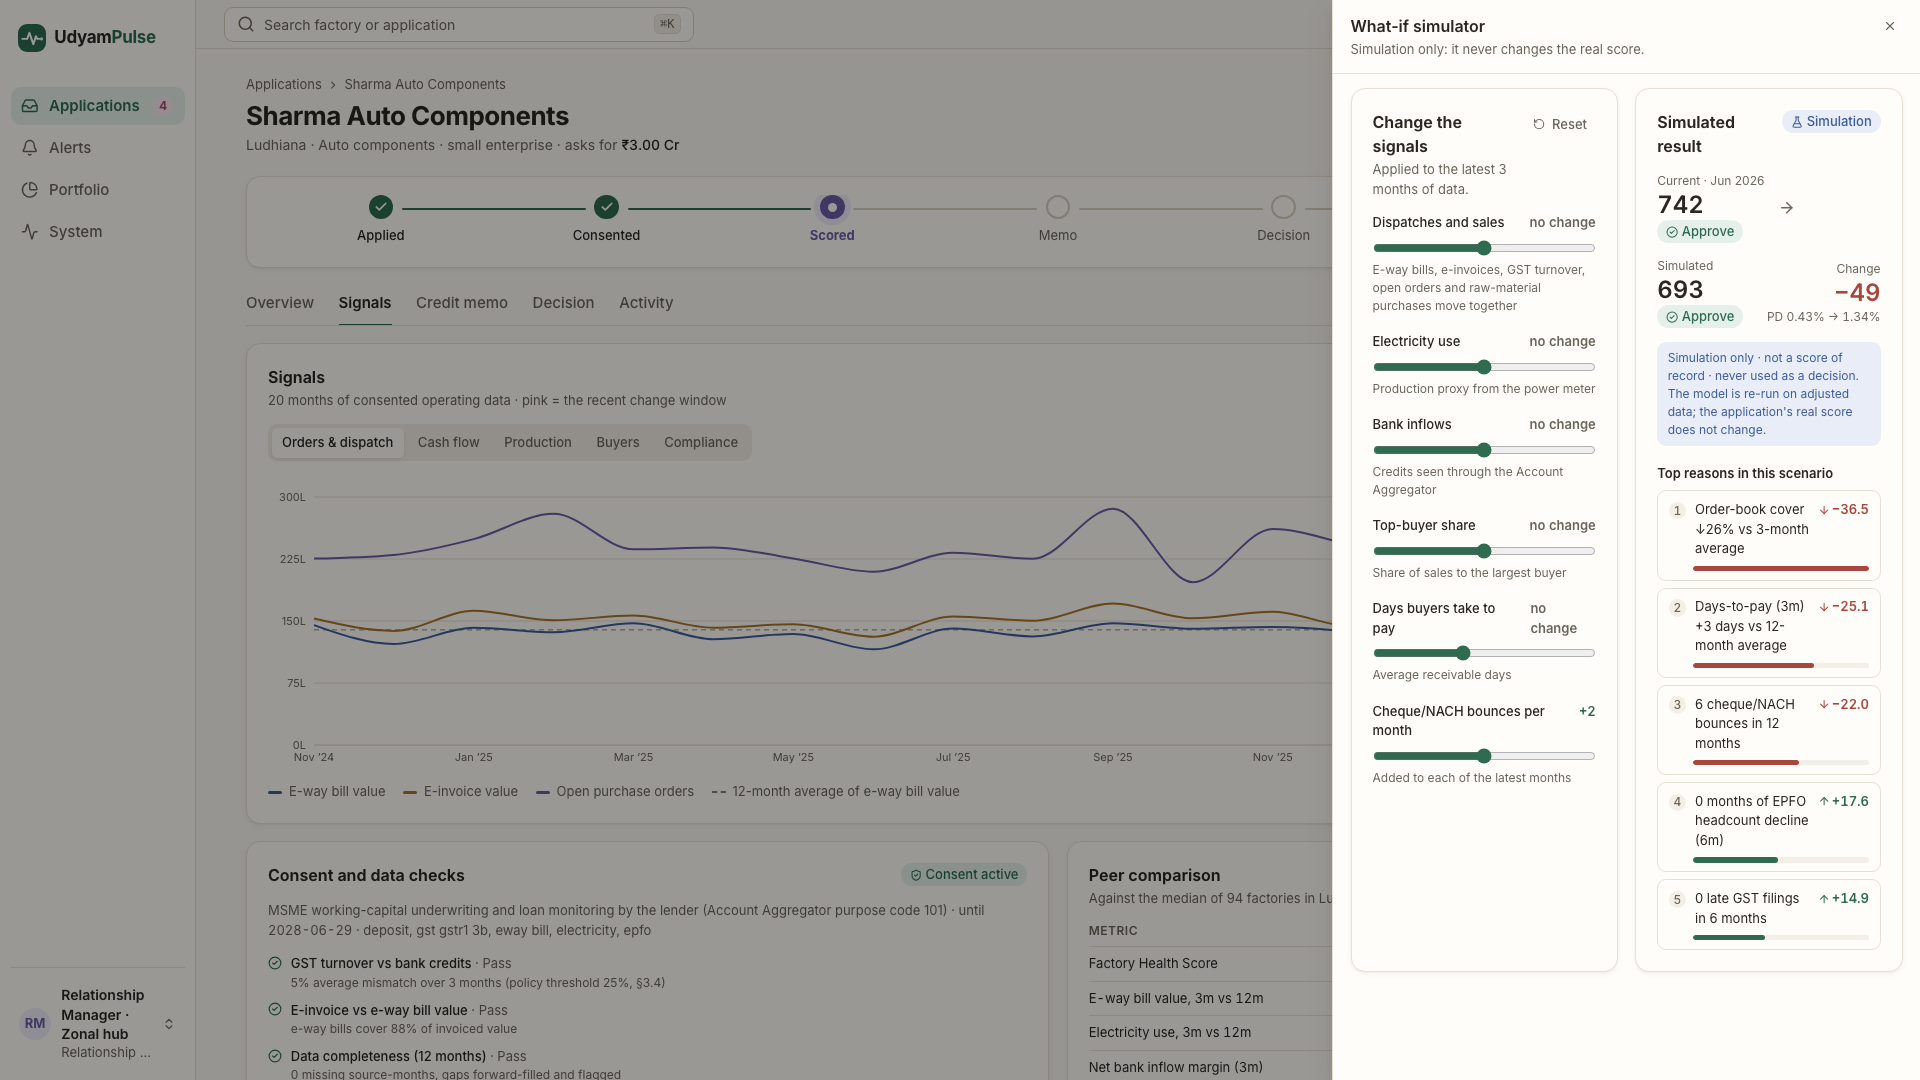 UdyamPulse
Applications 4
Alerts
Portfolio
System
RM
Relationship
Manager ·
Zonal hub
Relationship ...
Search factory or application ⌘K
Applications > Sharma Auto Components
Sharma Auto Components
Ludhiana · Auto components · small enterprise · asks for ₹3.00 Cr
Applied
Consented
Scored
Memo
Decision
Overview Signals Credit memo Decision Activity
Signals
20 months of consented operating data · pink = the recent change window
Orders & dispatch Cash flow Production Buyers Compliance
300L
225L
150L
75L
0L
Nov '24 Jan '25 Mar '25 May '25 Jul '25 Sep '25 Nov '25
E-way bill value E-invoice value Open purchase orders 12-month average of e-way bill value
Consent and data checks
Consent active
MSME working-capital underwriting and loan monitoring by the lender (Account Aggregator purpose code 101) · until
2028-06-29 · deposit, gst gstr1 3b, eway bill, electricity, epfo
GST turnover vs bank credits · Pass
5% average mismatch over 3 months (policy threshold 25%, §3.4)
E-invoice vs e-way bill value · Pass
e-way bills cover 88% of invoiced value
Data completeness (12 months) · Pass
0 missing source-months, gaps forward-filled and flagged
Peer comparison
Against the median of 94 factories in Lu
METRIC
Factory Health Score
E-way bill value, 3m vs 12m
Electricity use, 3m vs 12m
Net bank inflow margin (3m)
What-if simulator
Simulation only: it never changes the real score.
Change the
signals
Reset
Applied to the latest 3
months of data.
Dispatches and sales no change
E-way bills, e-invoices, GST turnover,
open orders and raw-material
purchases move together
Electricity use no change
Production proxy from the power meter
Bank inflows no change
Credits seen through the Account
Aggregator
Top-buyer share no change
Share of sales to the largest buyer
Days buyers take to
pay
no
change
Average receivable days
Cheque/NACH bounces per
month
+2
Added to each of the latest months
Simulated
result
Simulation
Current · Jun 2026
742 →
Approve
Simulated
693
Approve
Change
−49
PD 0.43% → 1.34%
Simulation only · not a score of
record · never used as a decision.
The model is re-run on adjusted
data; the application's real score
does not change.
Top reasons in this scenario
1 Order-book cover ↓ −36.5
↓26% vs 3-month
average
2 Days-to-pay (3m) ↓ −25.1
+3 days vs 12-
month average
3 6 cheque/NACH ↓ −22.0
bounces in 12
months
4 0 months of EPFO ↑ +17.6
headcount decline
(6m)
5 0 late GST filings ↑ +14.9
in 6 months